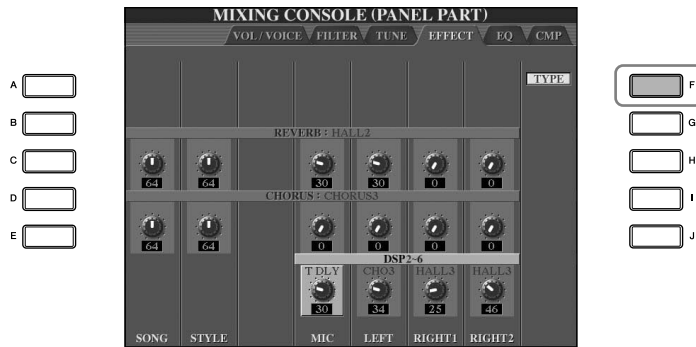 MIXING CONSOLE (PANEL PART)
VOL / VOICE FILTER TUNE EFFECT EQ CMP
TYPE
A F
B G
REVERB : HALL2
C H
64 64 30 30 0 0
D I
CHORUS : CHORUS3
E J
64 64 0 0 0 0
DSP2~6
T DLY CHO3 HALL3 HALL3
30 34 25 46
SONG STYLE MIC LEFT RIGHT1 RIGHT2